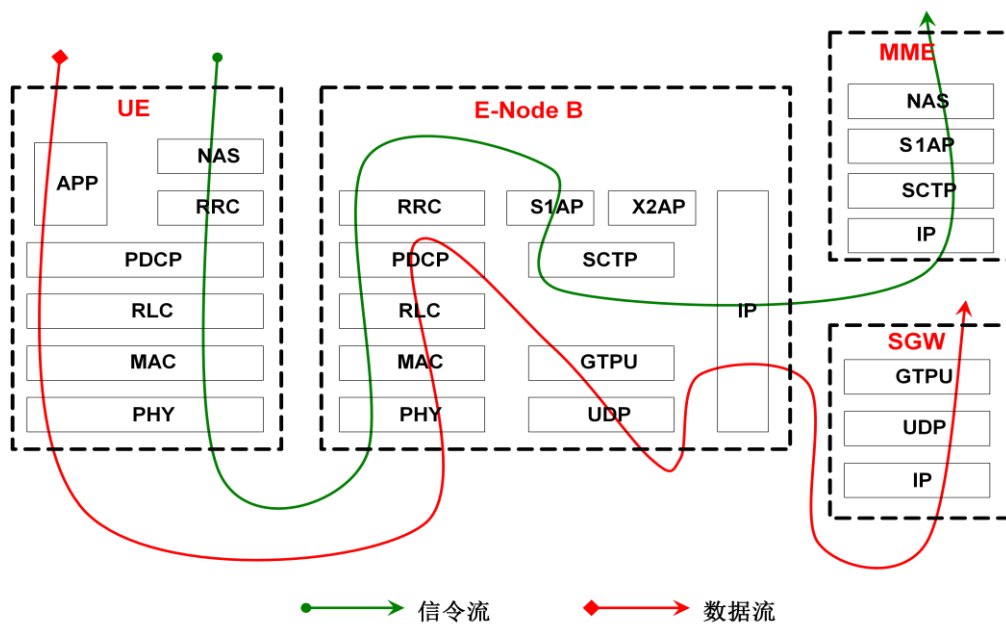 UE
APP
NAS
RRC
PDCP
RLC
MAC
PHY
E-Node B
RRC
S1AP
X2AP
PDCP
SCTP
RLC
IP
MAC
GTPU
PHY
UDP
MME
NAS
S1AP
SCTP
IP
SGW
GTPU
UDP
IP
信令流
数据流